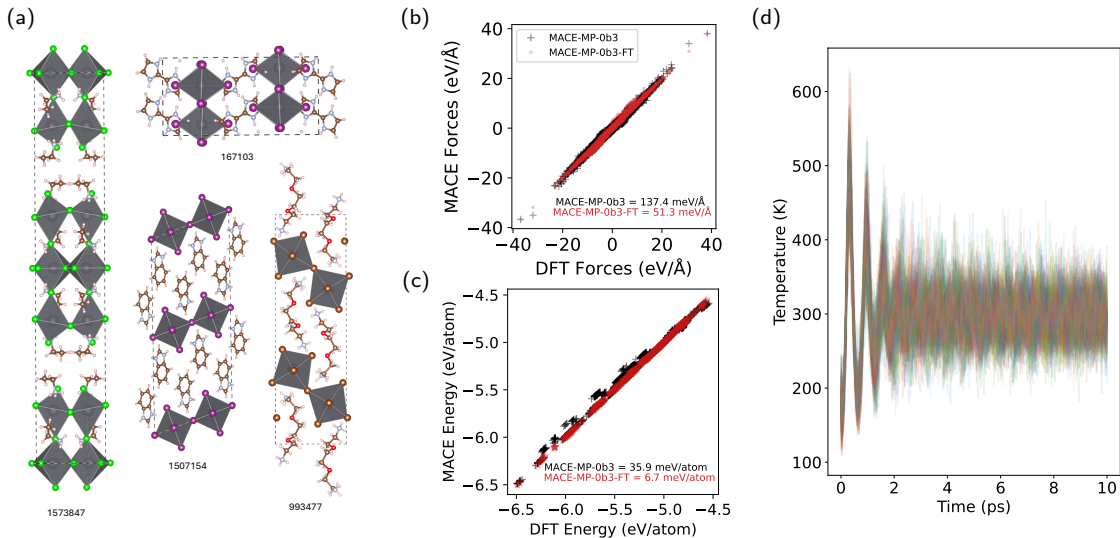 (a)
1573847
167103
1507154
993477
(b)
MACE Forces (eV/Å)
40
20
0
−20
−40
MACE-MP-0b3
MACE-MP-0b3-FT
MACE-MP-0b3 = 137.4 meV/Å
MACE-MP-0b3-FT = 51.3 meV/Å
−40 −20 0 20 40
DFT Forces (eV/Å)
(c)
MACE Energy (eV/atom)
−4.5
−5.0
−5.5
−6.0
−6.5
MACE-MP-0b3 = 35.9 meV/atom
MACE-MP-0b3-FT = 6.7 meV/atom
−6.5 −6.0 −5.5 −5.0 −4.5
DFT Energy (eV/atom)
(d)
Temperature (K)
600
500
400
300
200
100
0 2 4 6 8 10
Time (ps)